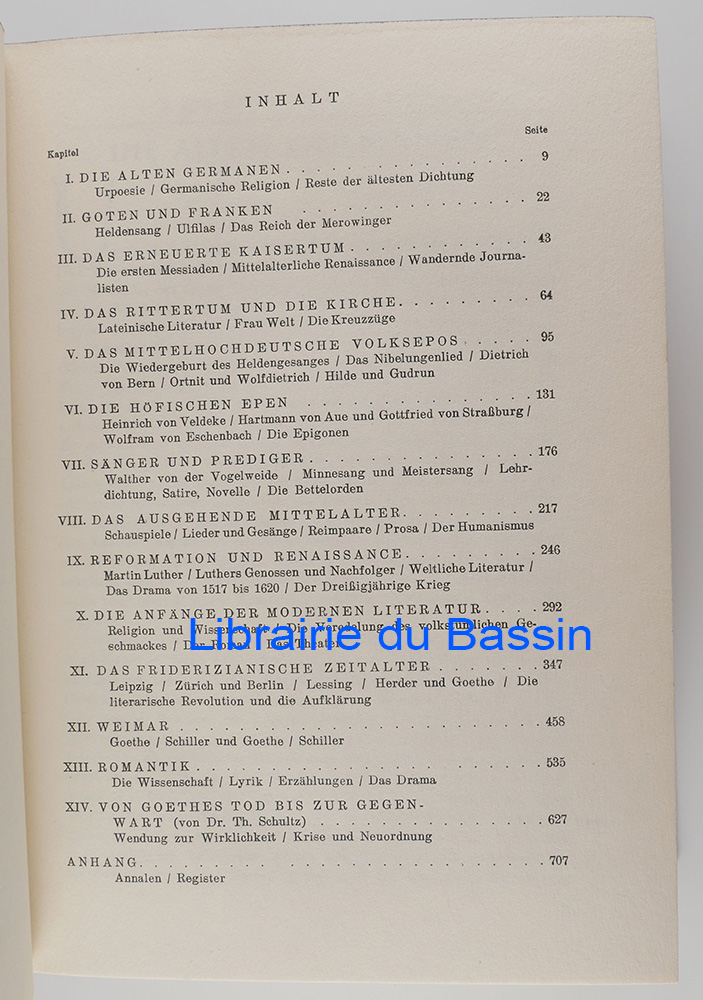 INHALT
Kapitel Seite
I. DIE ALTEN GERMANEN . . . . . . . . . . . . . . . . 9
Urpoesie / Germanische Religion / Reste der ältesten Dichtung
II. GOTEN UND FRANKEN . . . . . . . . . . . . . . . 22
Heldensang / Ulfilas / Das Reich der Merowinger
III. DAS ERNEUERTE KAISERTUM . . . . . . . . . . . . 43
Die ersten Messiaden / Mittelalterliche Renaissance / Wandernde Journa-
listen
IV. DAS RITTERTUM UND DIE KIRCHE . . . . . . . . . 64
Lateinische Literatur / Frau Welt / Die Kreuzzüge
V. DAS MITTELHOCHDEUTSCHE VOLKSEPOS . . . . . 95
Die Wiedergeburt des Heldengesanges / Das Nibelungenlied / Dietrich
von Bern / Ortnit und Wolfdietrich / Hilde und Gudrun
VI. DIE HÖFISCHEN EPEN . . . . . . . . . . . . . . 131
Heinrich von Veldeke / Hartmann von Aue und Gottfried von Straßburg /
Wolfram von Eschenbach / Die Epigonen
VII. SÄNGER UND PREDIGER . . . . . . . . . . . . . . 176
Walther von der Vogelweide / Minnesang und Meistersang / Lehr-
dichtung, Satire, Novelle / Die Bettelorden
VIII. DAS AUSGEHENDE MITTELALTER . . . . . . . . . 217
Schauspiele / Lieder und Gesänge / Reimpaare / Prosa / Der Humanismus
IX. REFORMATION UND RENAISSANCE . . . . . . . . . 246
Martin Luther / Luthers Genossen und Nachfolger / Weltliche Literatur /
Das Drama von 1517 bis 1620 / Der Dreißigjährige Krieg
X. DIE ANFÄNGE DER MODERNEN LITERATUR . . . . 292
Religion und Wissenschaft / Die Veredelung des volkstümlichen Ge-
schmackes / Der Roman / Das Theater
Librairie du Bassin
XI. DAS FRIDERIZIANISCHE ZEITALTER . . . . . . . 347
Leipzig / Zürich und Berlin / Lessing / Herder und Goethe / Die
literarische Revolution und die Aufklärung
XII. WEIMAR . . . . . . . . . . . . . . . . . . . . . . 458
Goethe / Schiller und Goethe / Schiller
XIII. ROMANTIK . . . . . . . . . . . . . . . . . . . . . 535
Die Wissenschaft / Lyrik / Erzählungen / Das Drama
XIV. VON GOETHES TOD BIS ZUR GEGEN-
WART (von Dr. Th. Schultz) . . . . . . . . . . . . . . 627
Wendung zur Wirklichkeit / Krise und Neuordnung
ANHANG . . . . . . . . . . . . . . . . . . . . . . . . 707
Annalen / Register